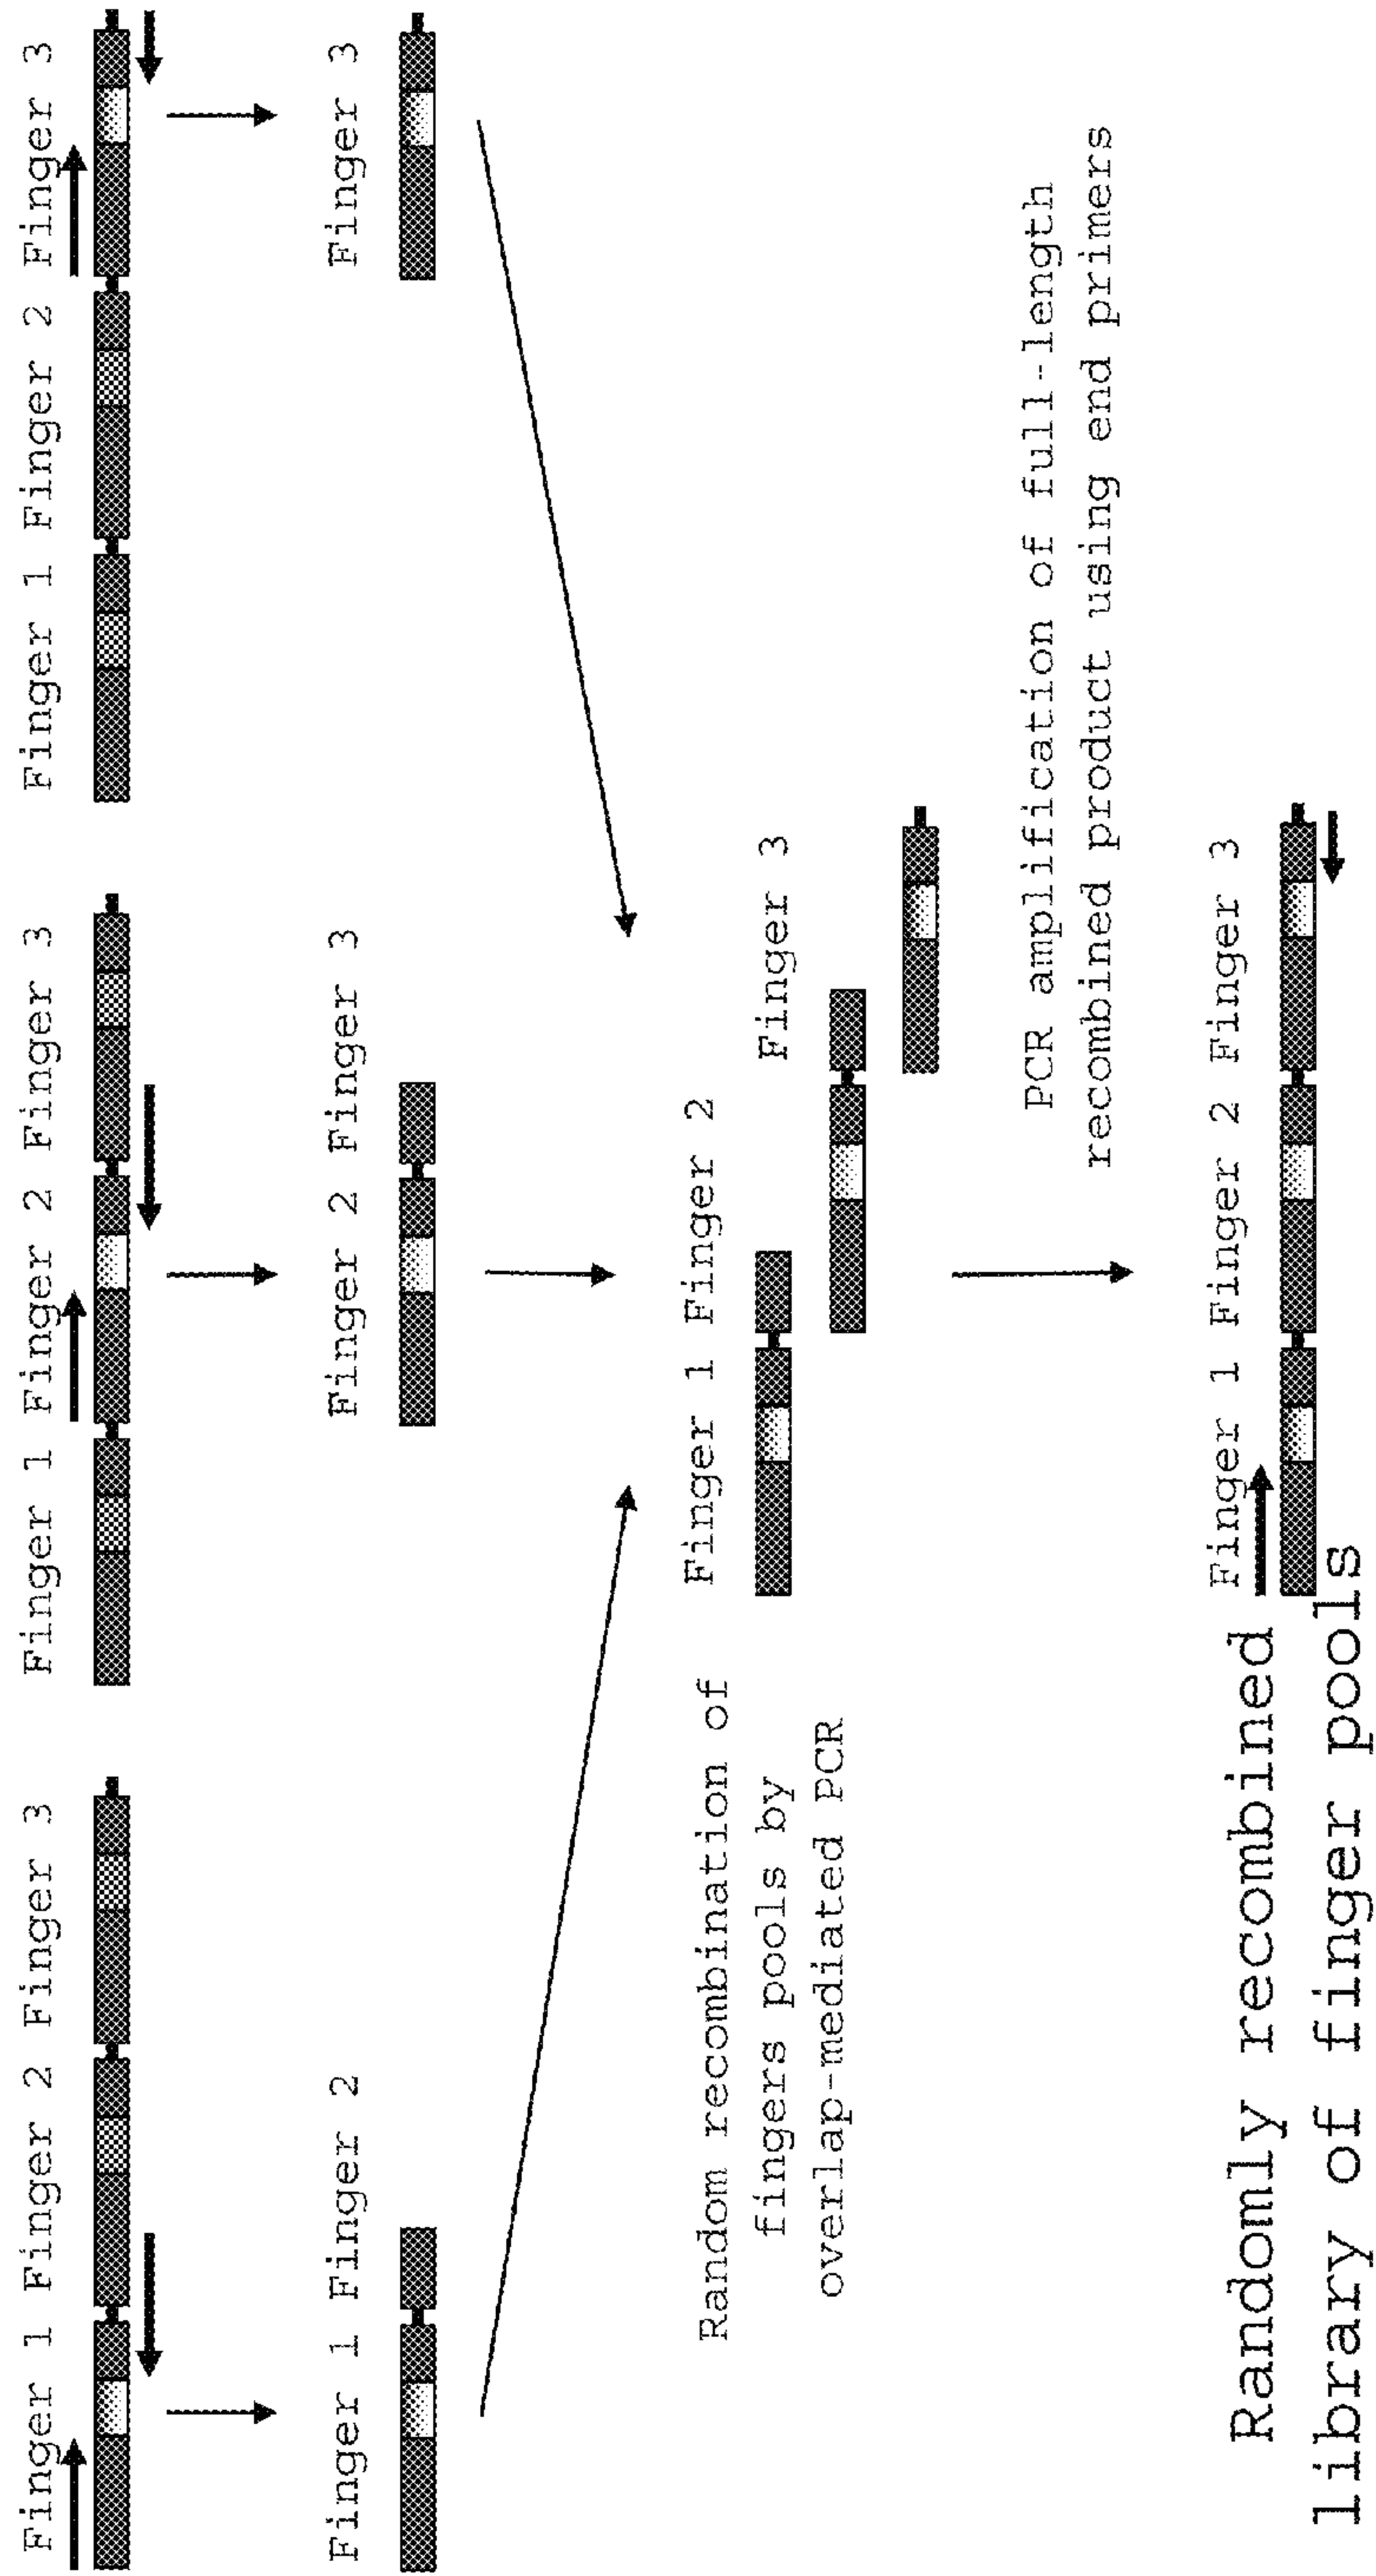 Finger 1 Finger 2 Finger 3
Finger 1 Finger 2 Finger 3
Finger 1 Finger 2 Finger 3
Finger 1 Finger 2
Finger 2 Finger 3
Finger 3
Random recombination of
fingers pools by
overlap-mediated PCR
Finger 1 Finger 2
Finger 3
PCR amplification of full-length
recombined product using end primers
Randomly recombined
library of finger pools
Finger 1 Finger 2 Finger 3